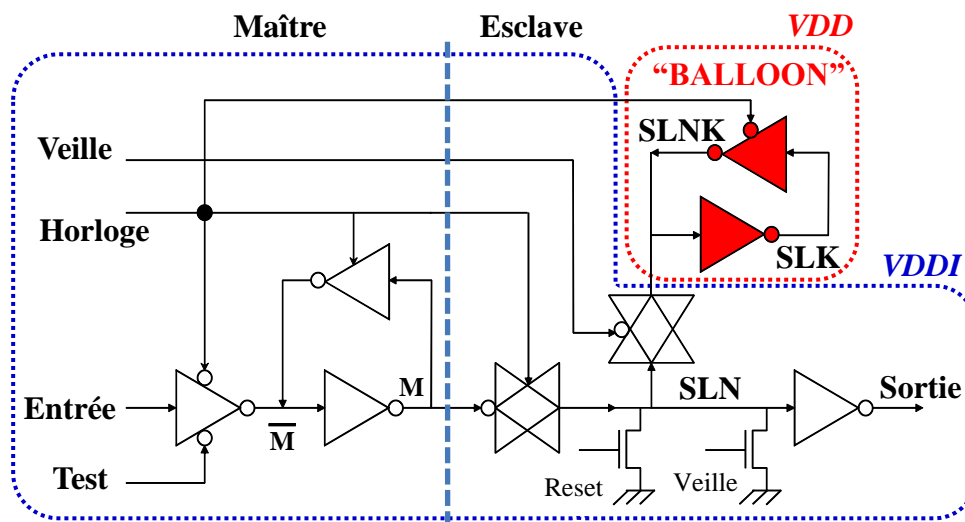 Maître
Esclave
VDD
“BALLOON”
SLNK
Veille
Horloge
SLK
VDDI
M
SLN
Sortie
Entrée
M̅
Test
Reset
Veille